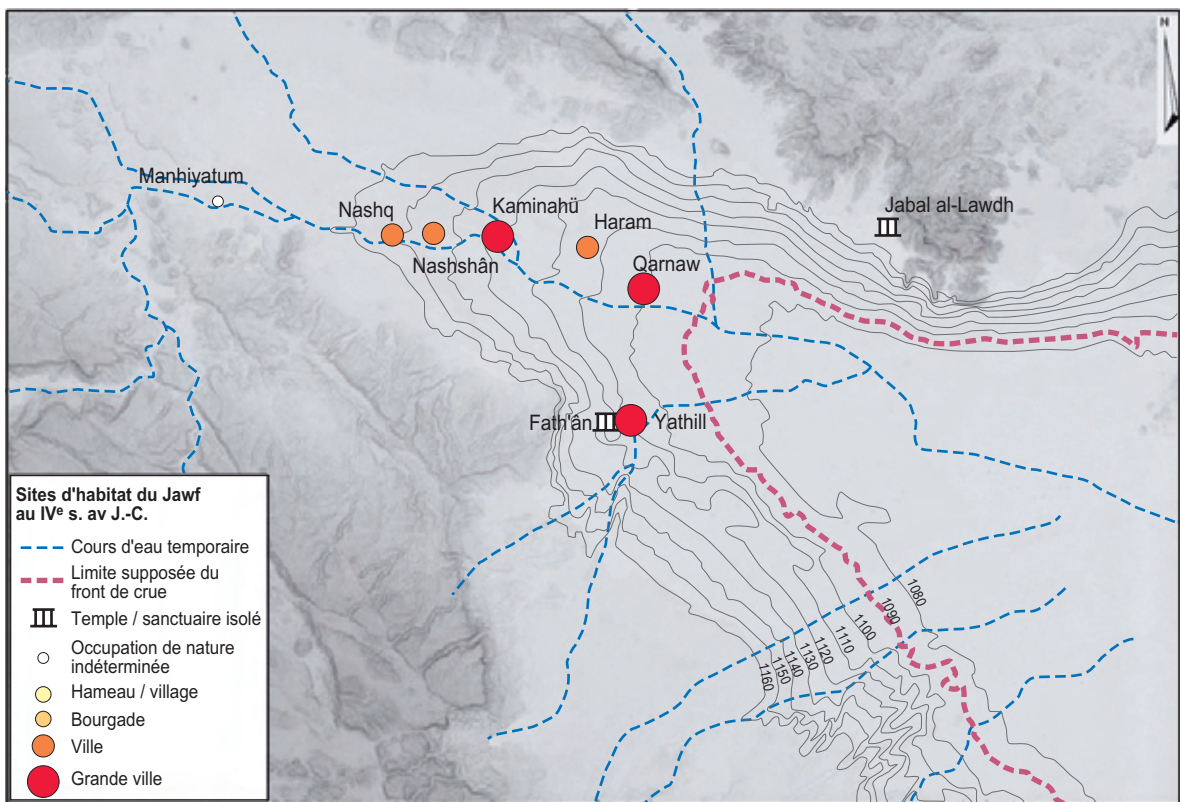 N
Manhiyatum
Nashq
Nashshân
Kaminahü
Haram
Jabal al-Lawdh
Qarnaw
Fath'ân
Yathill
1080
1090
1100
1110
1120
1130
1140
1150
1160
Sites d'habitat du Jawf
au IVe s. av J.-C.
Cours d'eau temporaire
Limite supposée du
front de crue
Temple / sanctuaire isolé
Occupation de nature
indéterminée
Hameau / village
Bourgade
Ville
Grande ville